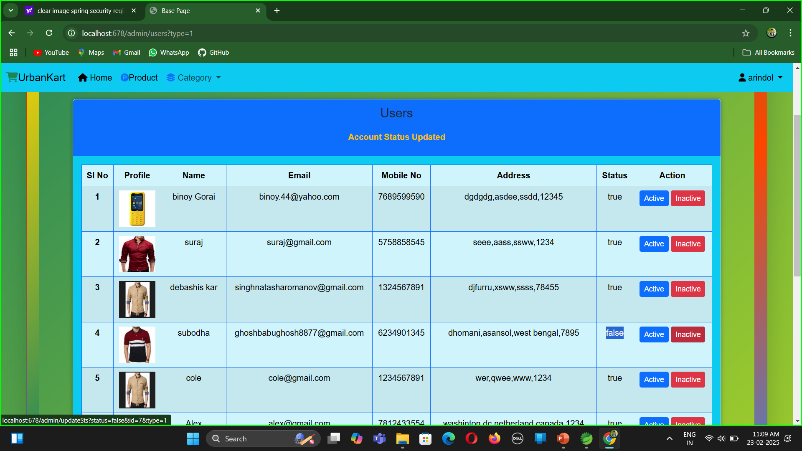 clear image spring security reqi
Base Page
localhost:678/admin/users?type=1
YouTube Maps Gmail WhatsApp GitHub All Bookmarks
UrbanKart Home Product Category arindol
Users
Account Status Updated
Sl No Profile Name Email Mobile No Address Status Action
1 binoy Gorai binoy.44@yahoo.com 7689599590 dgdgdg,asdee,ssdd,12345 true Active Inactive
2 suraj suraj@gmail.com 5758858545 seee,aass,ssww,1234 true Active Inactive
3 debashis kar singhnatasharomanov@gmail.com 1324567891 djfurru,xsww,ssss,78455 true Active Inactive
4 subodha ghoshbabughosh8877@gmail.com 6234901345 dhomani,asansol,west bengal,7895 false Active Inactive
5 cole cole@gmail.com 1234567891 wer,qwee,www,1234 true Active Inactive
Alex alex@gmail.com 7812433554 washington dc,netherland,canada,1234 true Active Inactive
localhost:678/admin/updateSts?status=false&id=7&type=1
Search
ENG
IN
11:09 AM
23-02-2025